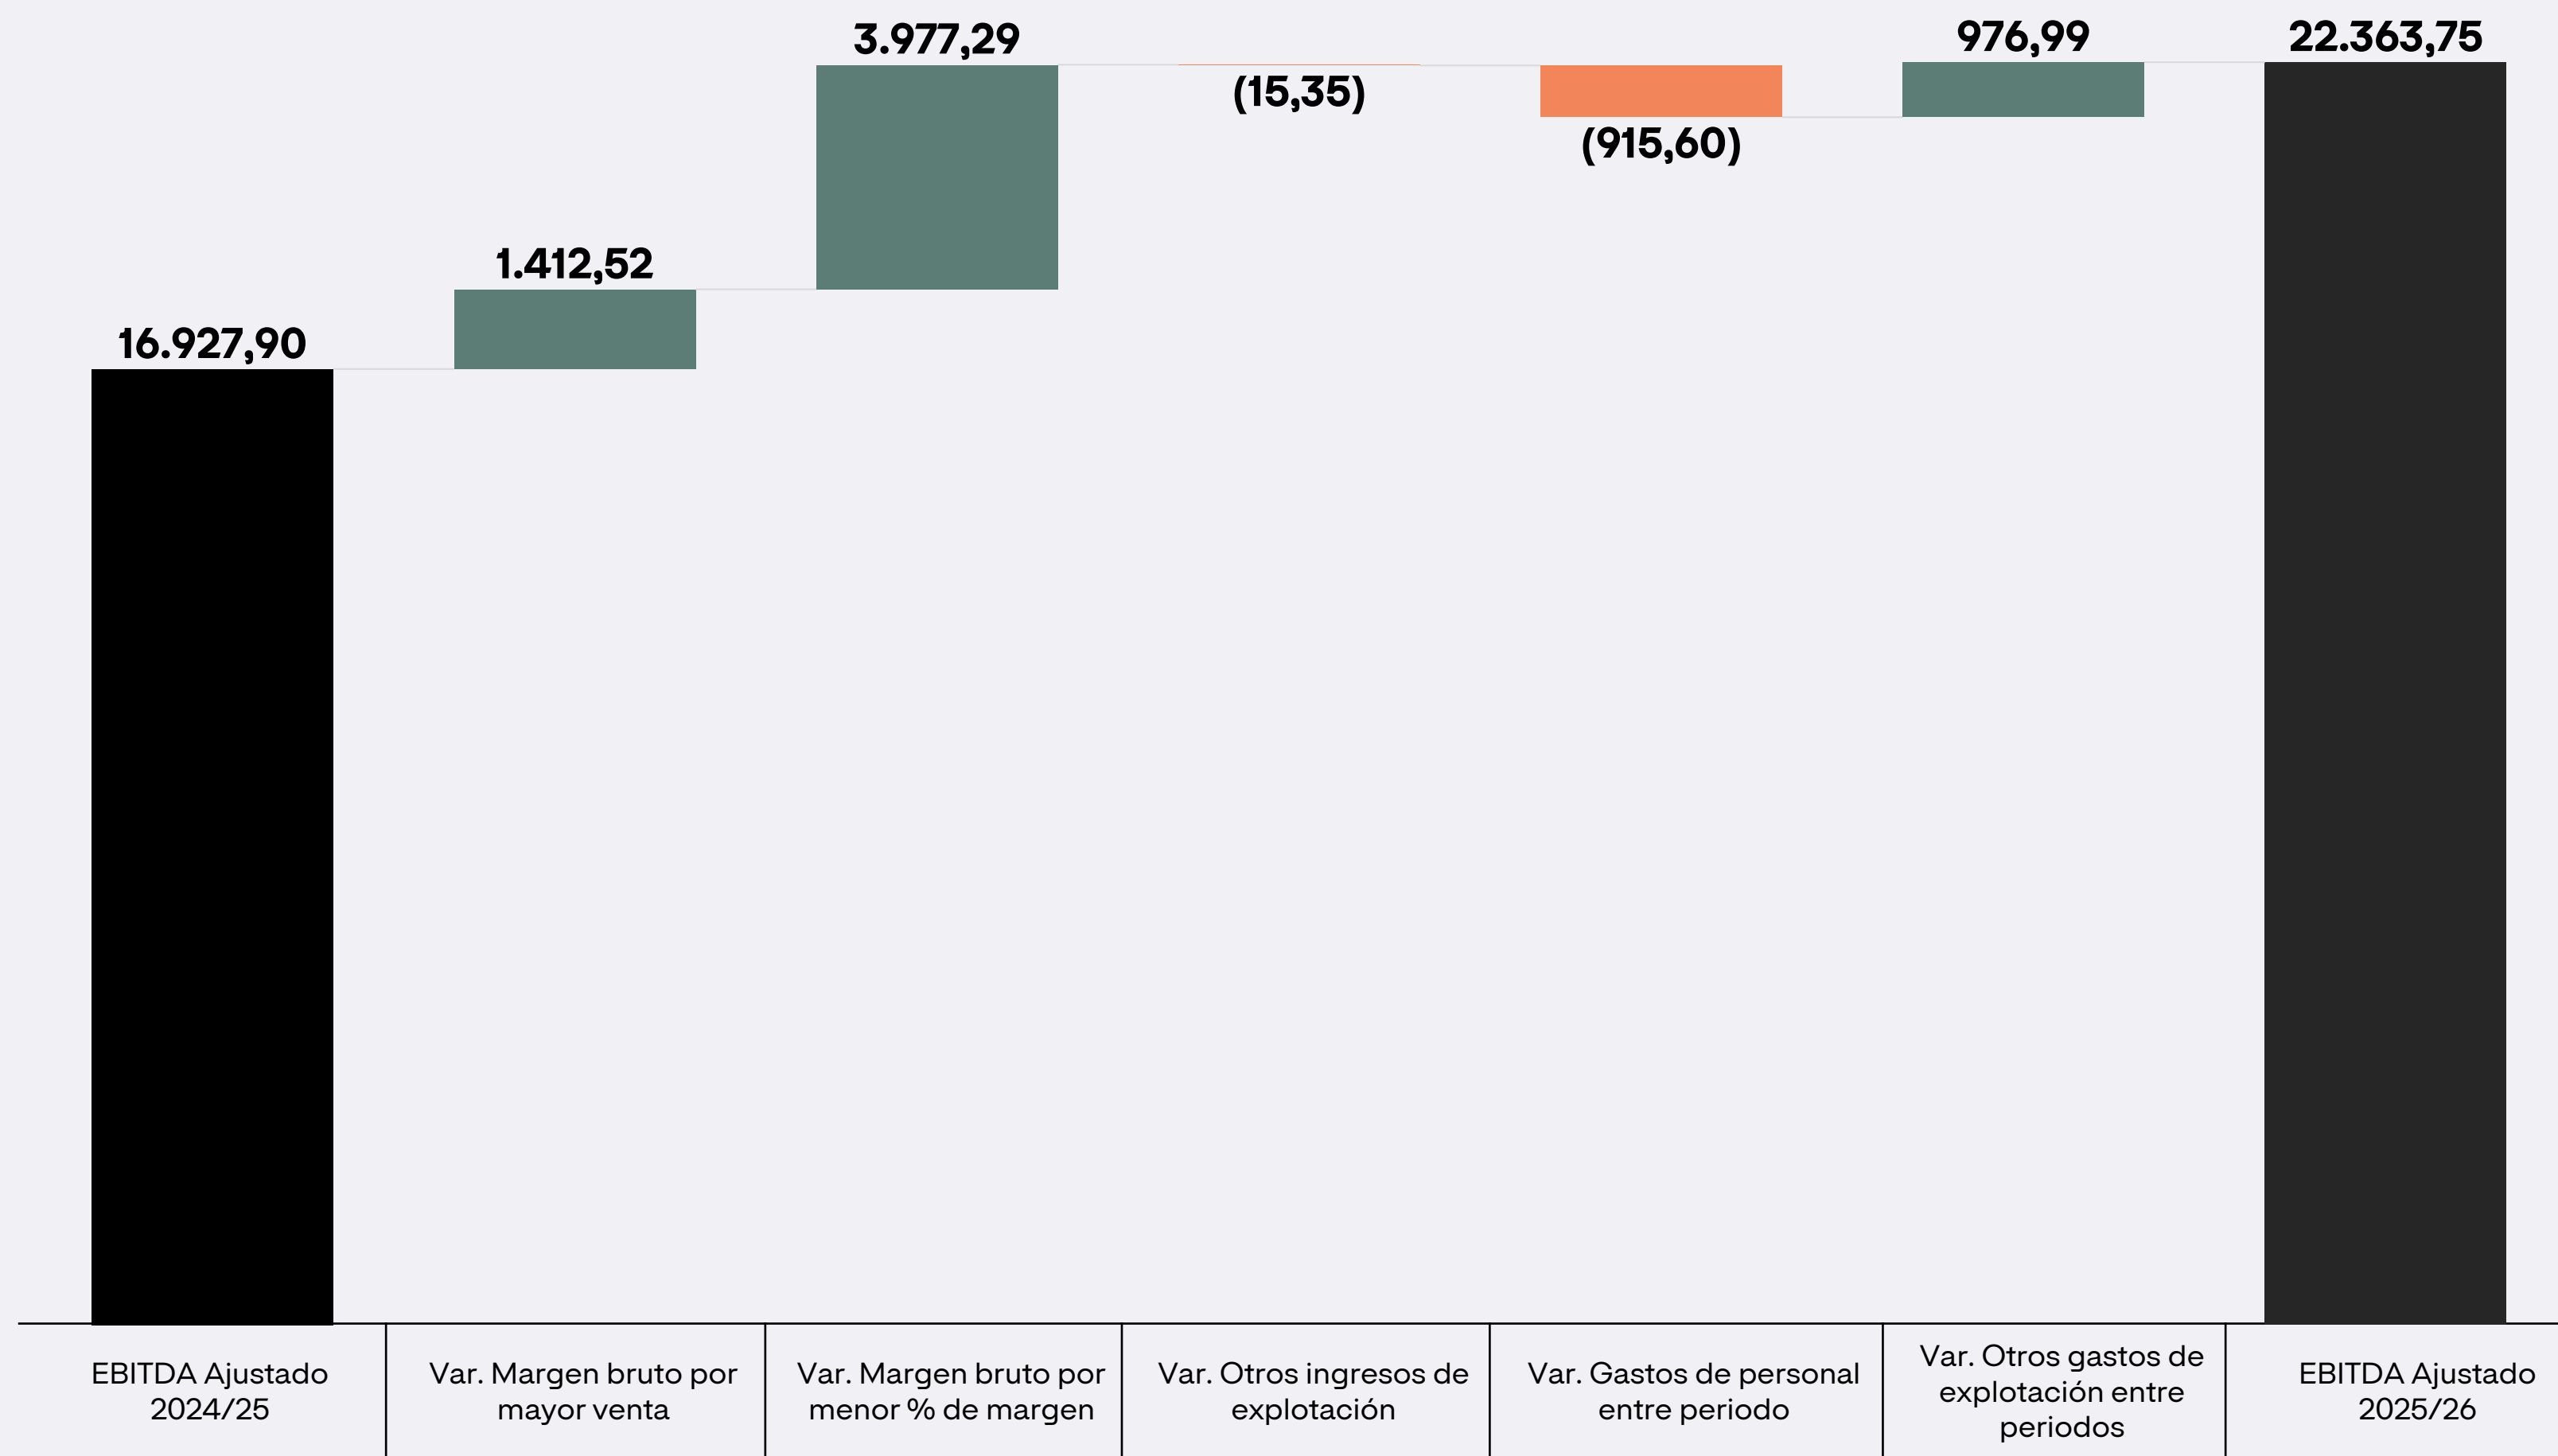 3.977,29
976,99
22.363,75
(15,35)
(915,60)
1.412,52
16.927,90
EBITDA Ajustado
2024/25
Var. Margen bruto por
mayor venta
Var. Margen bruto por
menor % de margen
Var. Otros ingresos de
explotación
Var. Gastos de personal
entre periodo
Var. Otros gastos de
explotación entre
periodos
EBITDA Ajustado
2025/26